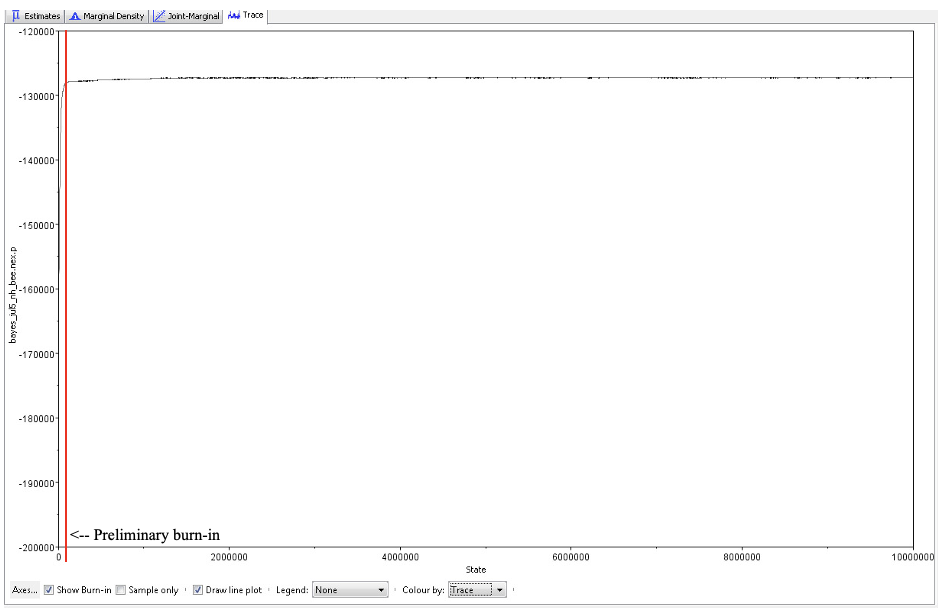 Estimates Marginal Density Joint-Marginal Trace
-120000
-130000
-140000
-150000
-160000
-170000
-180000
-190000
-200000
bayes_jul5_nh_bee.nex.p
<-- Preliminary burn-in
0 2000000 4000000 6000000 8000000 10000000
State
Axes... Show Burn-in Sample only Draw line plot Legend: None Colour by: Trace